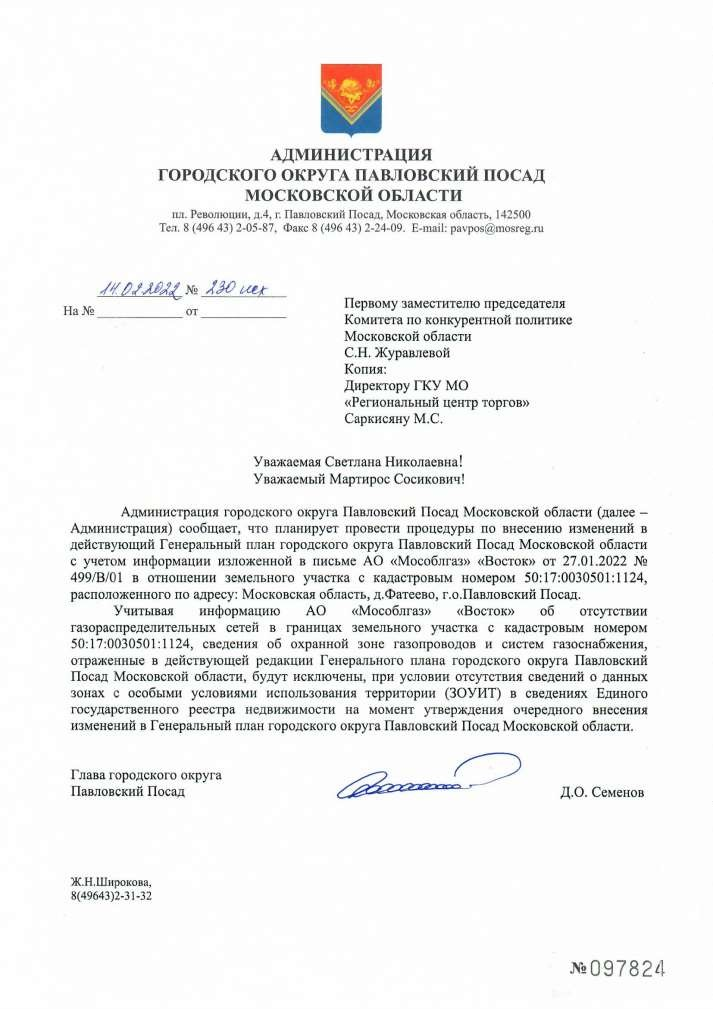 АДМИНИСТРАЦИЯ
ГОРОДСКОГО ОКРУГА ПАВЛОВСКИЙ ПОСАД
МОСКОВСКОЙ ОБЛАСТИ
пл. Революции, д.4, г. Павловский Посад, Московская область, 142500
Тел. 8 (496 43) 2-05-87, Факс 8 (496 43) 2-24-09. E-mail: pavpos@mosreg.ru
14.02.2022 № 230 исх
На № _____________ от _____________
Первому заместителю председателя
Комитета по конкурентной политике
Московской области
С.Н. Журавлевой
Копия:
Директору ГКУ МО
«Региональный центр торгов»
Саркисяну М.С.
Уважаемая Светлана Николаевна!
Уважаемый Мартирос Сосикович!
Администрация городского округа Павловский Посад Московской области (далее –
Администрация) сообщает, что планирует провести процедуры по внесению изменений в
действующий Генеральный план городского округа Павловский Посад Московской области
с учетом информации изложенной в письме АО «Мособлгаз» «Восток» от 27.01.2022 №
499/В/01 в отношении земельного участка с кадастровым номером 50:17:0030501:1124,
расположенного по адресу: Московская область, д.Фатеево, г.о.Павловский Посад.
Учитывая информацию АО «Мособлгаз» «Восток» об отсутствии
газораспределительных сетей в границах земельного участка с кадастровым номером
50:17:0030501:1124, сведения об охранной зоне газопроводов и систем газоснабжения,
отраженные в действующей редакции Генерального плана городского округа Павловский
Посад Московской области, будут исключены, при условии отсутствия сведений о данных
зонах с особыми условиями использования территории (ЗОУИТ) в сведениях Единого
государственного реестра недвижимости на момент утверждения очередного внесения
изменений в Генеральный план городского округа Павловский Посад Московской области.
Глава городского округа
Павловский Посад Д.О. Семенов
Ж.Н.Широкова,
8(49643)2-31-32
№ 097824